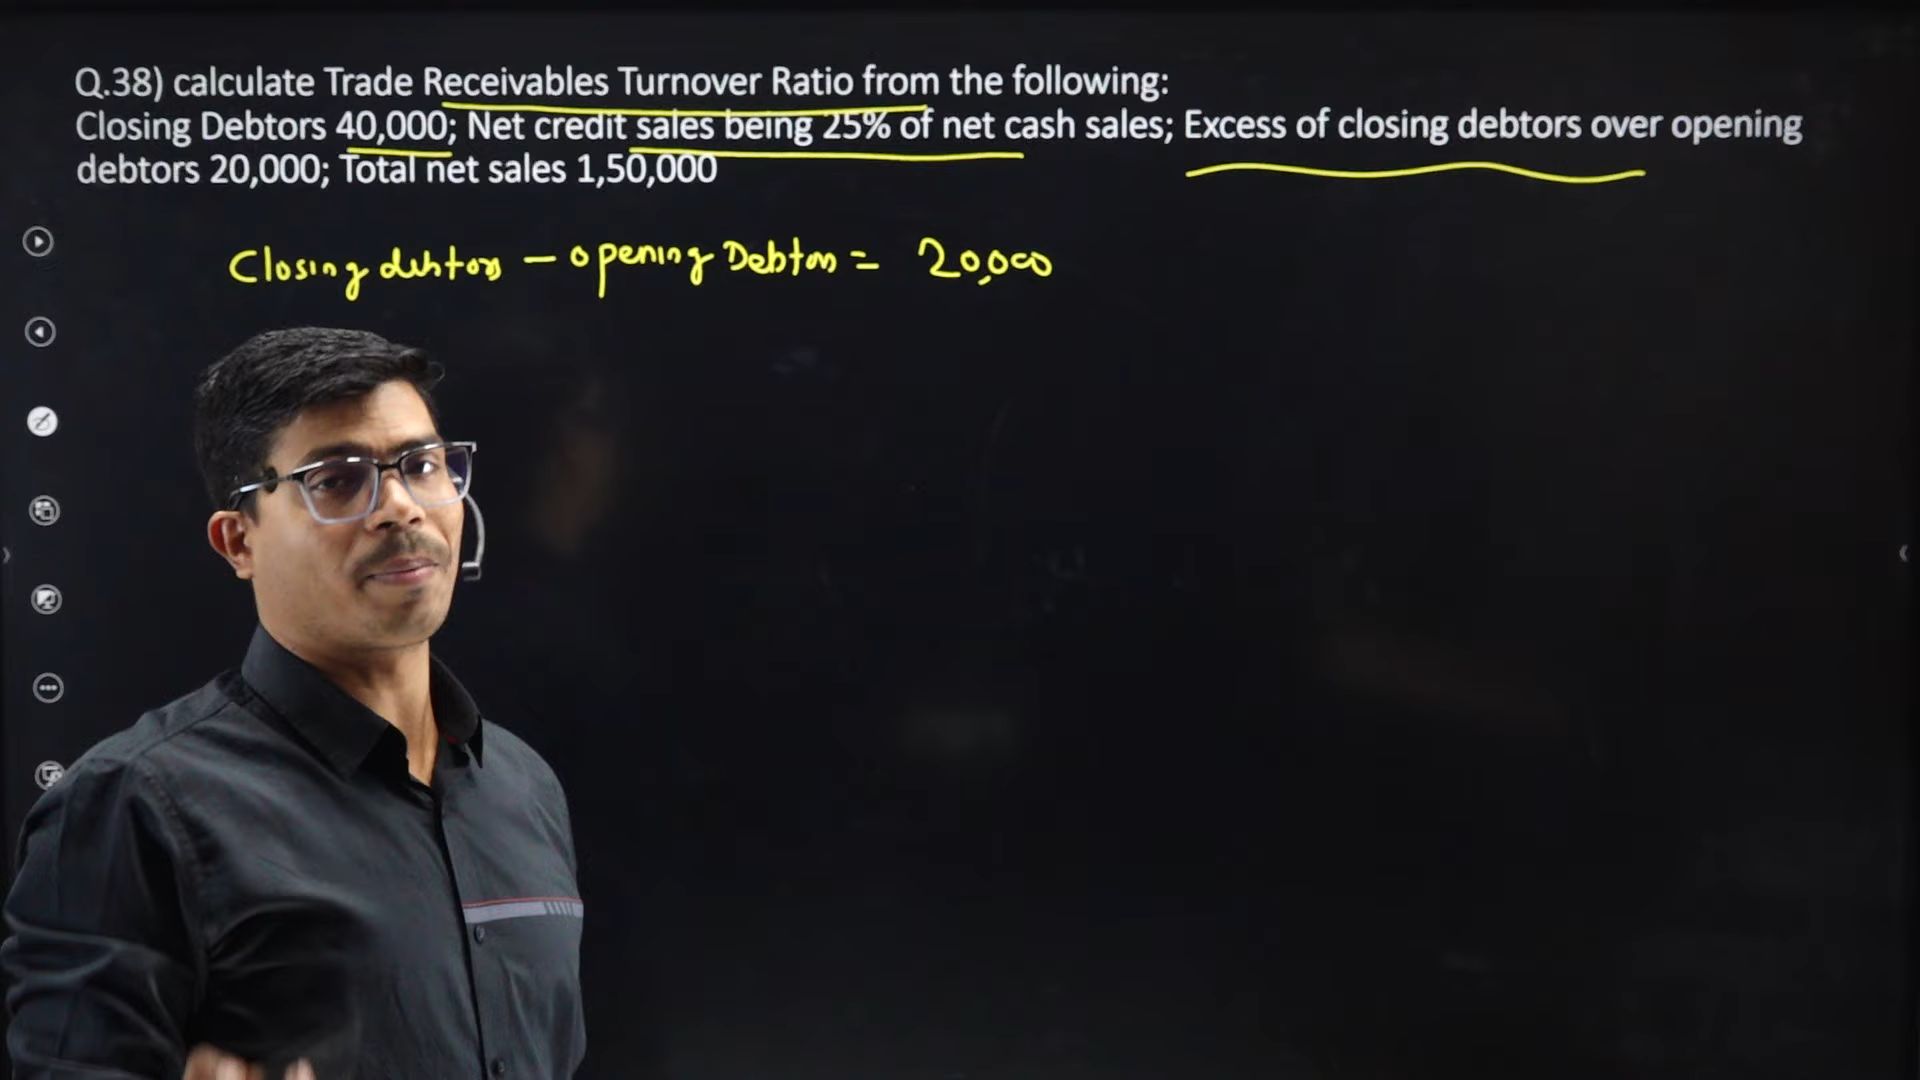 Q.38) calculate Trade Receivables Turnover Ratio from the following:
Closing Debtors 40,000; Net credit sales being 25% of net cash sales; Excess of closing debtors over opening
debtors 20,000; Total net sales 1,50,000
Closing debtors – opening Debtors = 20,000